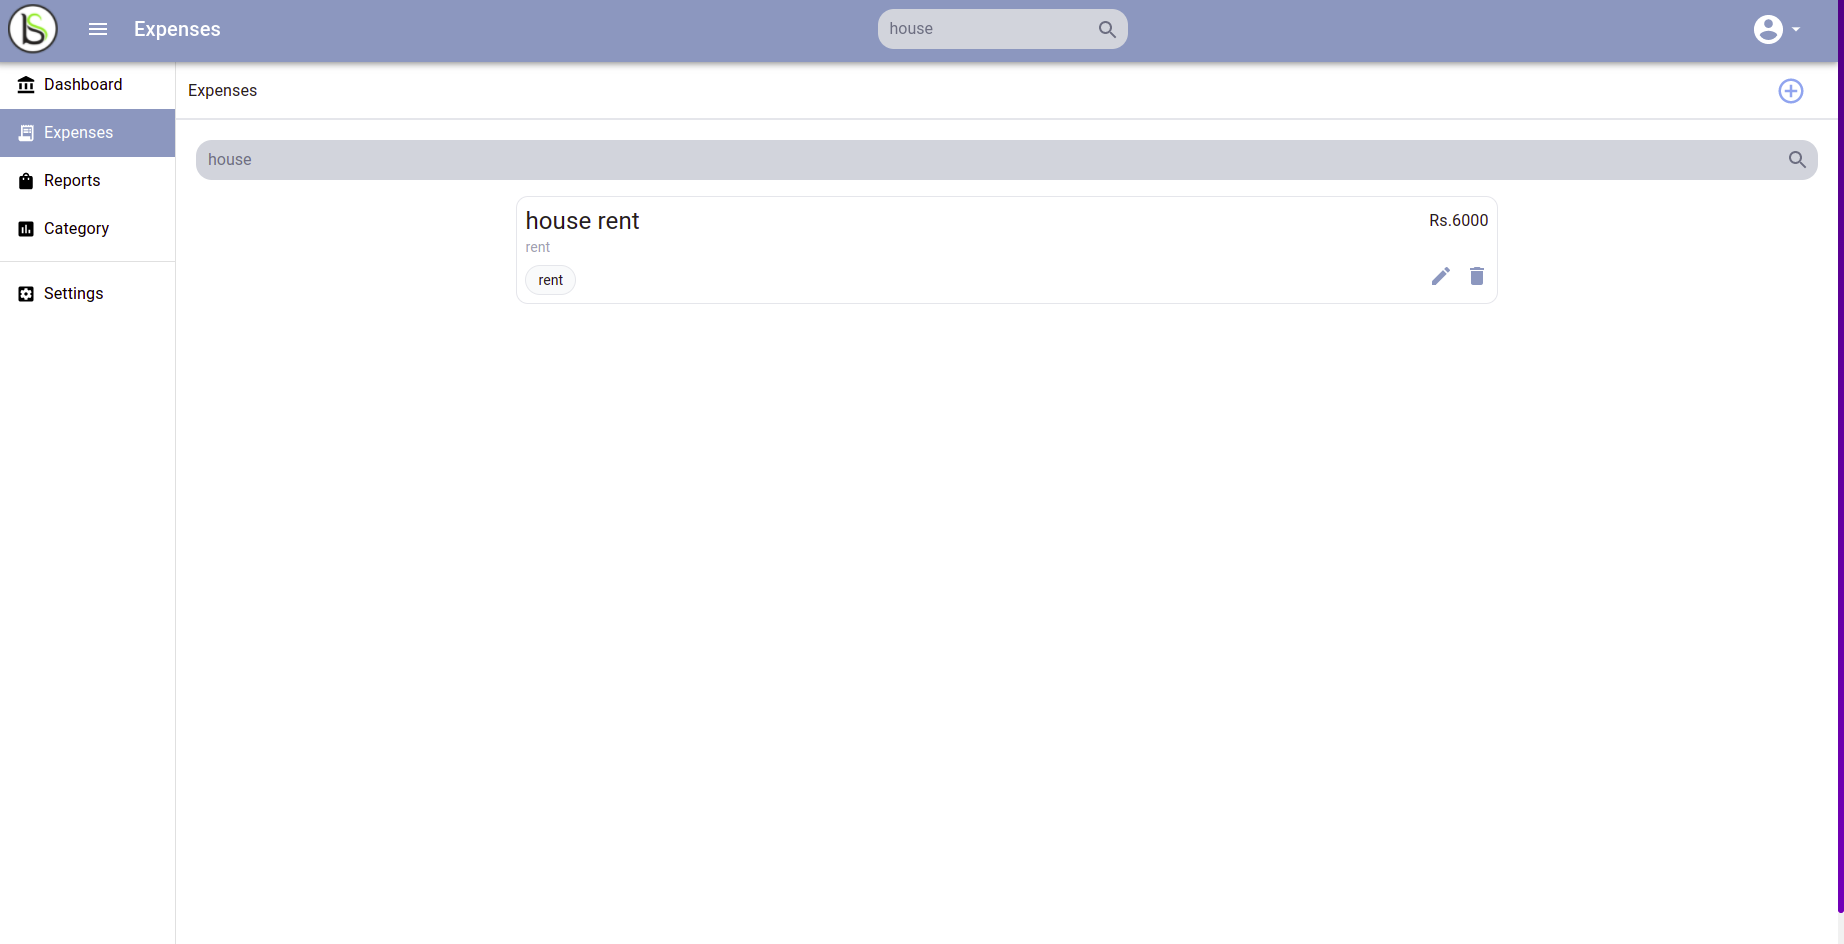 Expenses
house
Dashboard
Expenses
Reports
Category
Settings
Expenses
house
house rent
Rs.6000
rent
rent